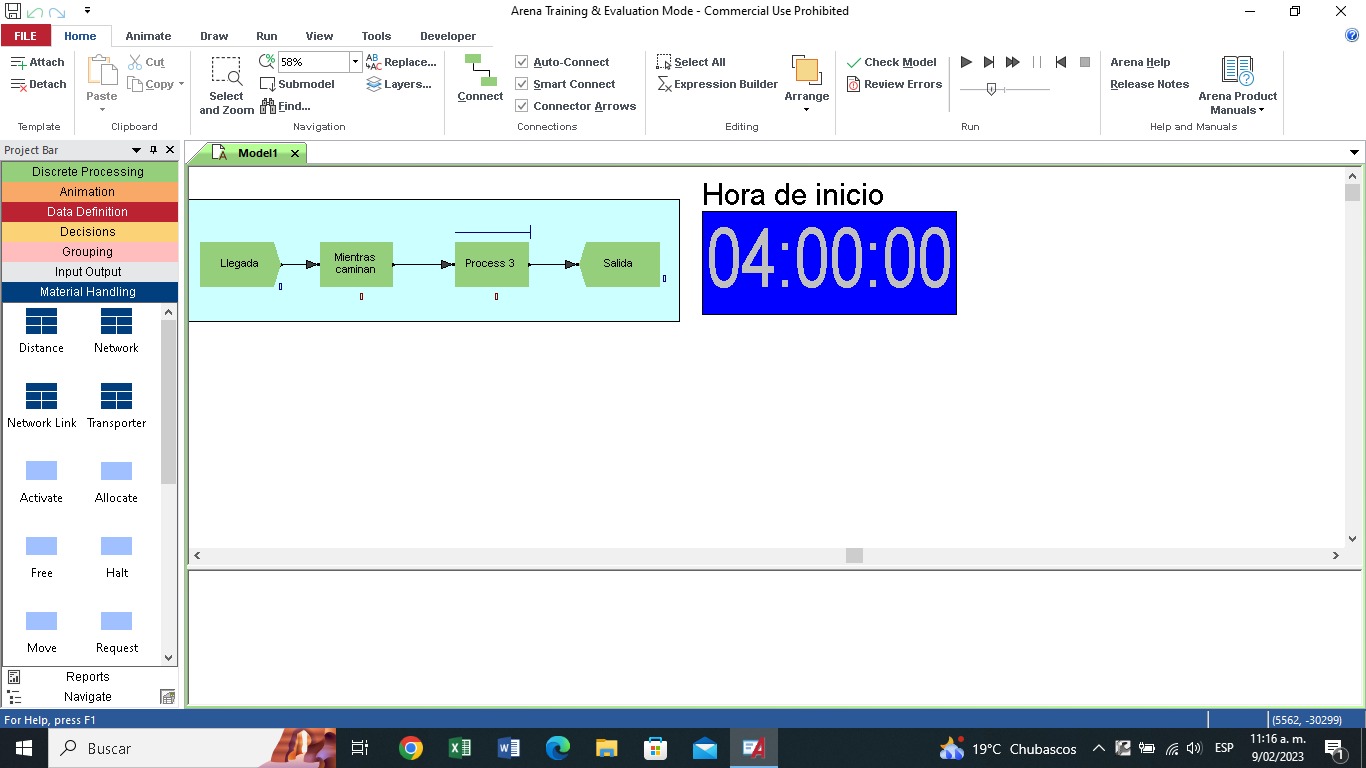 Arena Training & Evaluation Mode - Commercial Use Prohibited
FILE Home Animate Draw Run View Tools Developer
Attach
Detach
Template
Paste
Cut
Copy
Clipboard
Select and Zoom
58%
Submodel
Find...
Replace...
Layers...
Navigation
Connect
Auto-Connect
Smart Connect
Connector Arrows
Connections
Select All
Expression Builder
Arrange
Editing
Check Model
Review Errors
Run
Arena Help
Release Notes
Arena Product Manuals
Help and Manuals
Project Bar
Discrete Processing
Animation
Data Definition
Decisions
Grouping
Input Output
Material Handling
Distance Network
Network Link Transporter
Activate Allocate
Free Halt
Move Request
Reports
Navigate
Model1
Llegada
Mientras
caminan
Process 3
Salida
0
0
0
0
Hora de inicio
04:00:00
For Help, press F1
(5562, -30299)
Buscar
19°C Chubascos
ESP
11:16 a. m.
9/02/2023
1